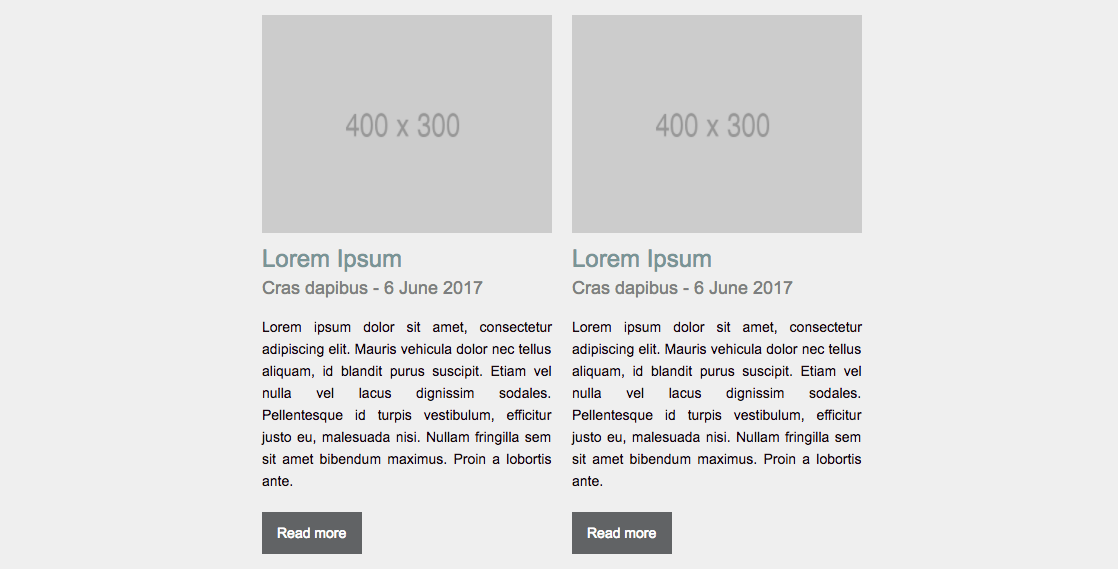 400 x 300
Lorem Ipsum
Cras dapibus - 6 June 2017
Lorem ipsum dolor sit amet, consectetur
adipiscing elit. Mauris vehicula dolor nec tellus
aliquam, id blandit purus suscipit. Etiam vel
nulla vel lacus dignissim sodales.
Pellentesque id turpis vestibulum, efficitur
justo eu, malesuada nisi. Nullam fringilla sem
sit amet bibendum maximus. Proin a lobortis
ante.
Read more
400 x 300
Lorem Ipsum
Cras dapibus - 6 June 2017
Lorem ipsum dolor sit amet, consectetur
adipiscing elit. Mauris vehicula dolor nec tellus
aliquam, id blandit purus suscipit. Etiam vel
nulla vel lacus dignissim sodales.
Pellentesque id turpis vestibulum, efficitur
justo eu, malesuada nisi. Nullam fringilla sem
sit amet bibendum maximus. Proin a lobortis
ante.
Read more